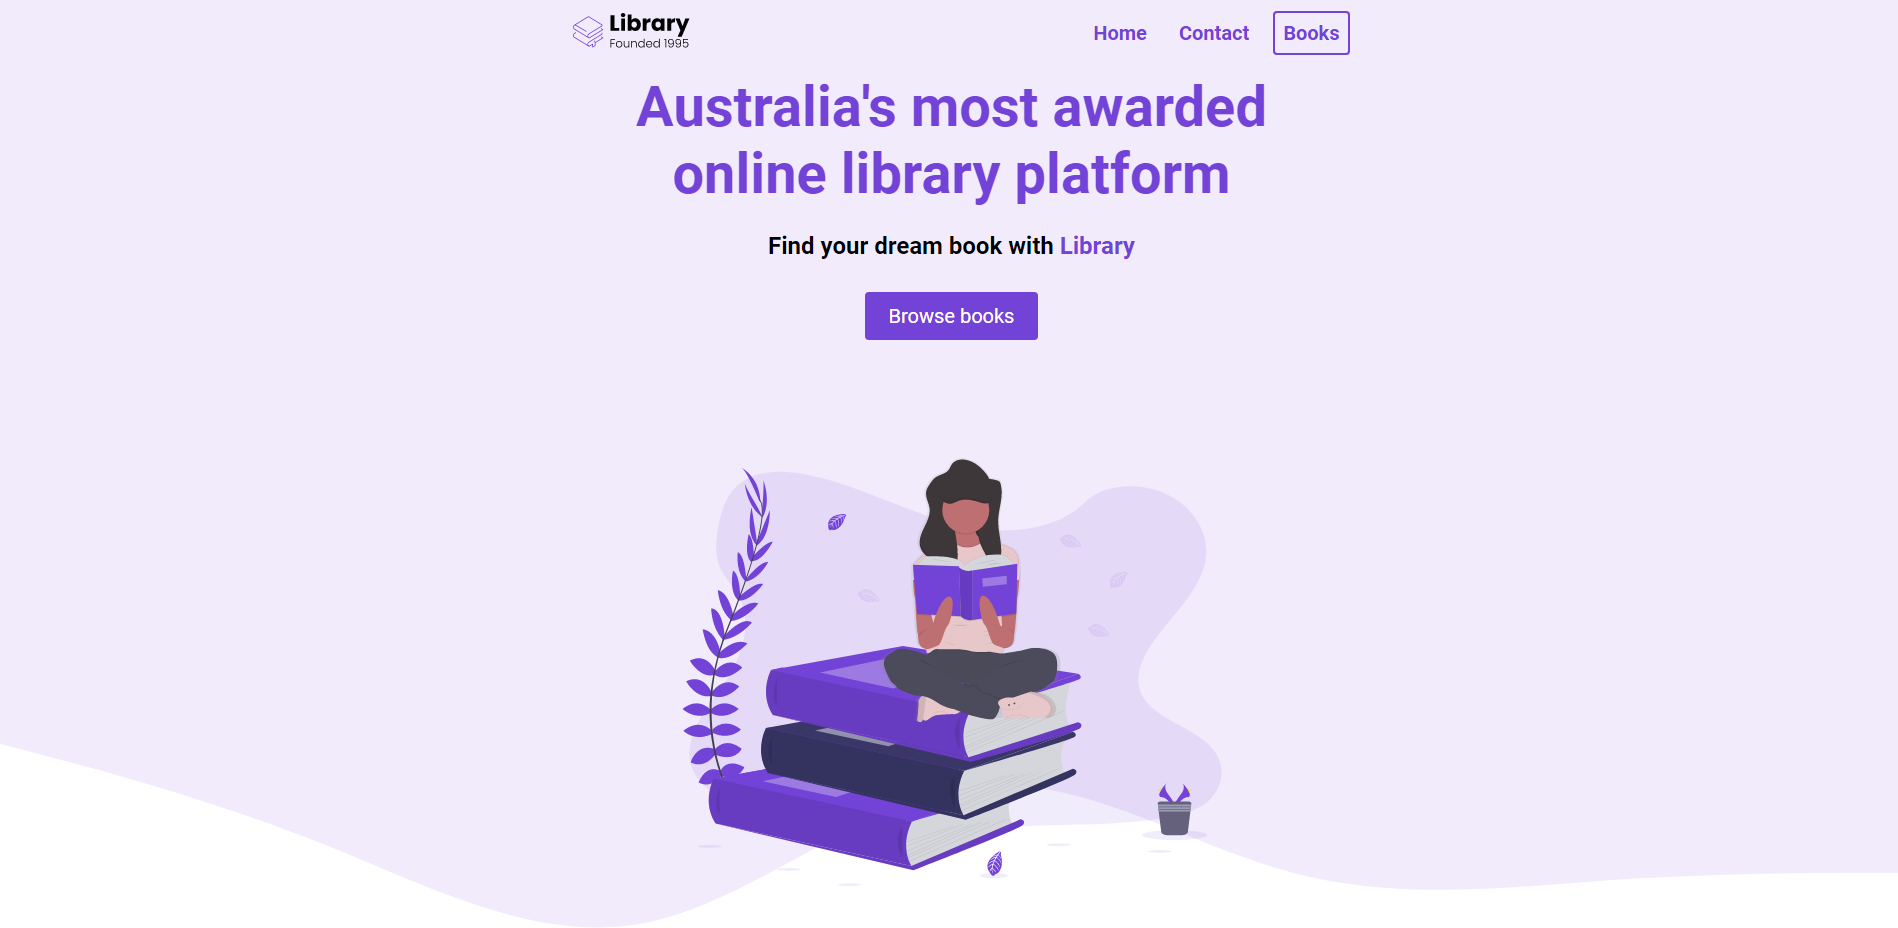 Library
Founded 1995
Home Contact Books
Australia's most awarded
online library platform
Find your dream book with Library
Browse books